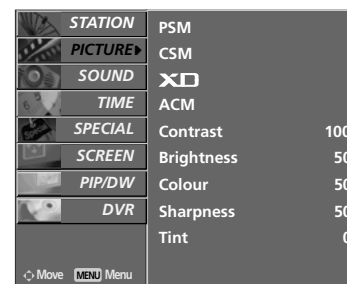 STATION
PICTURE
SOUND
TIME
SPECIAL
SCREEN
PIP/DW
DVR
Move MENU Menu
PSM
CSM
XD
ACM
Contrast 100
Brightness 50
Colour 50
Sharpness 50
Tint 0